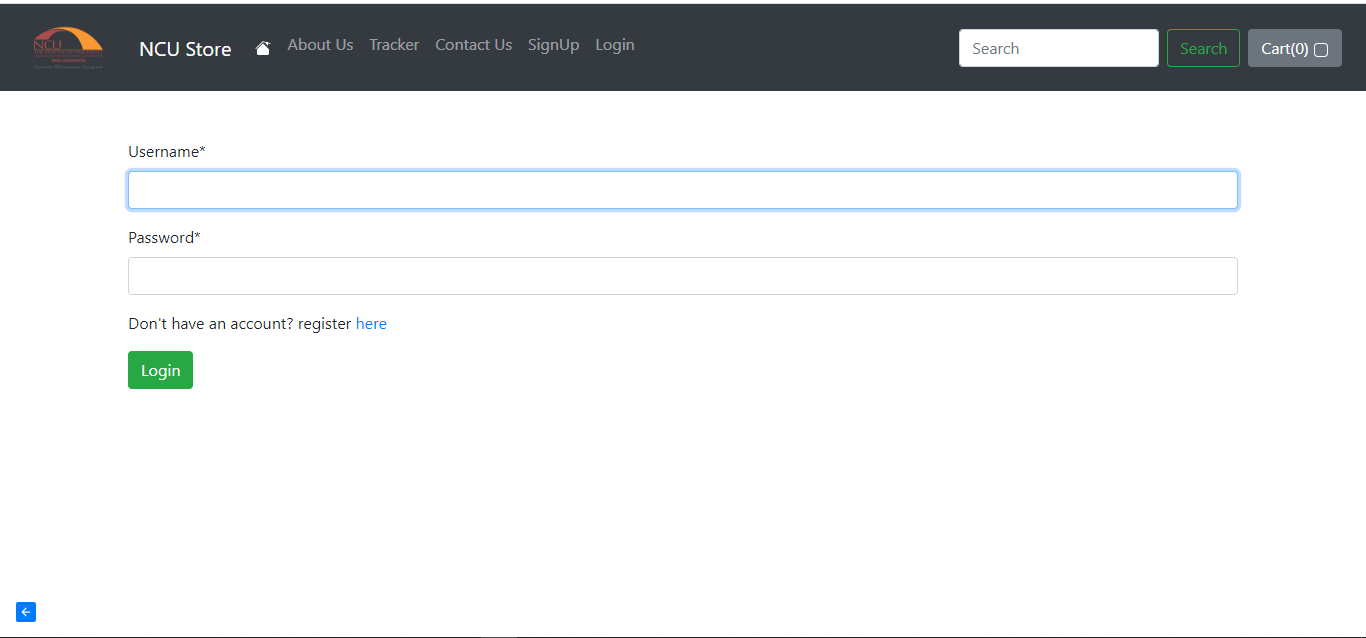 NCU
NCU Store About Us Tracker Contact Us SignUp Login Search Search Cart(0)
Username*
Password*
Don't have an account? register here
Login